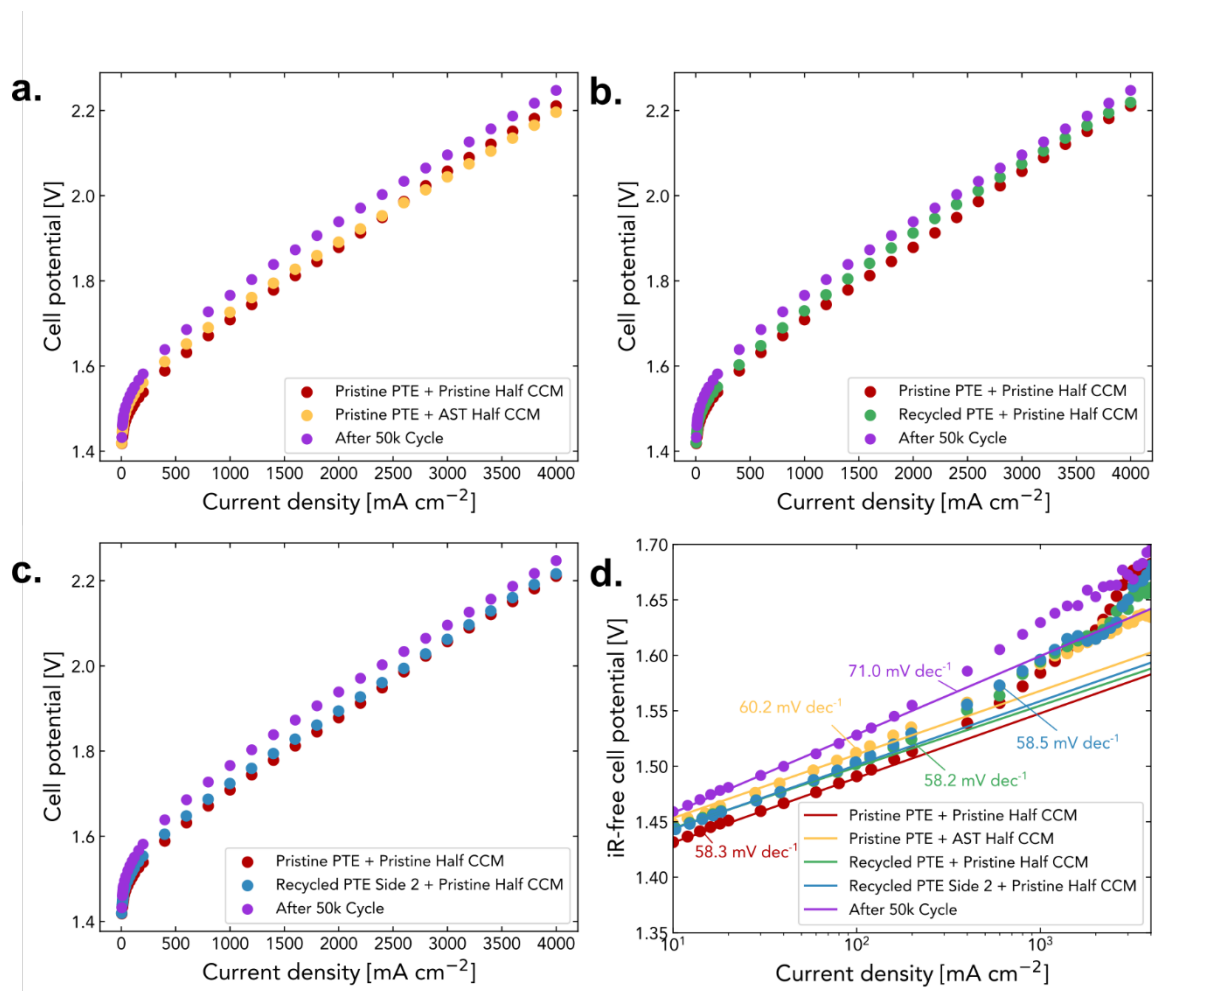 a.
2.2
2.0
1.8
1.6
1.4
Cell potential [V]
Pristine PTE + Pristine Half CCM
Pristine PTE + AST Half CCM
After 50k Cycle
0 500 1000 1500 2000 2500 3000 3500 4000
Current density [mA cm⁻²]
b.
2.2
2.0
1.8
1.6
1.4
Cell potential [V]
Pristine PTE + Pristine Half CCM
Recycled PTE + Pristine Half CCM
After 50k Cycle
0 500 1000 1500 2000 2500 3000 3500 4000
Current density [mA cm⁻²]
c.
2.2
2.0
1.8
1.6
1.4
Cell potential [V]
Pristine PTE + Pristine Half CCM
Recycled PTE Side 2 + Pristine Half CCM
After 50k Cycle
0 500 1000 1500 2000 2500 3000 3500 4000
Current density [mA cm⁻²]
d.
1.70
1.65
1.60
1.55
1.50
1.45
1.40
1.35
iR-free cell potential [V]
71.0 mV dec⁻¹
60.2 mV dec⁻¹
58.5 mV dec⁻¹
58.2 mV dec⁻¹
58.3 mV dec⁻¹
Pristine PTE + Pristine Half CCM
Pristine PTE + AST Half CCM
Recycled PTE + Pristine Half CCM
Recycled PTE Side 2 + Pristine Half CCM
After 50k Cycle
10¹ 10² 10³
Current density [mA cm⁻²]